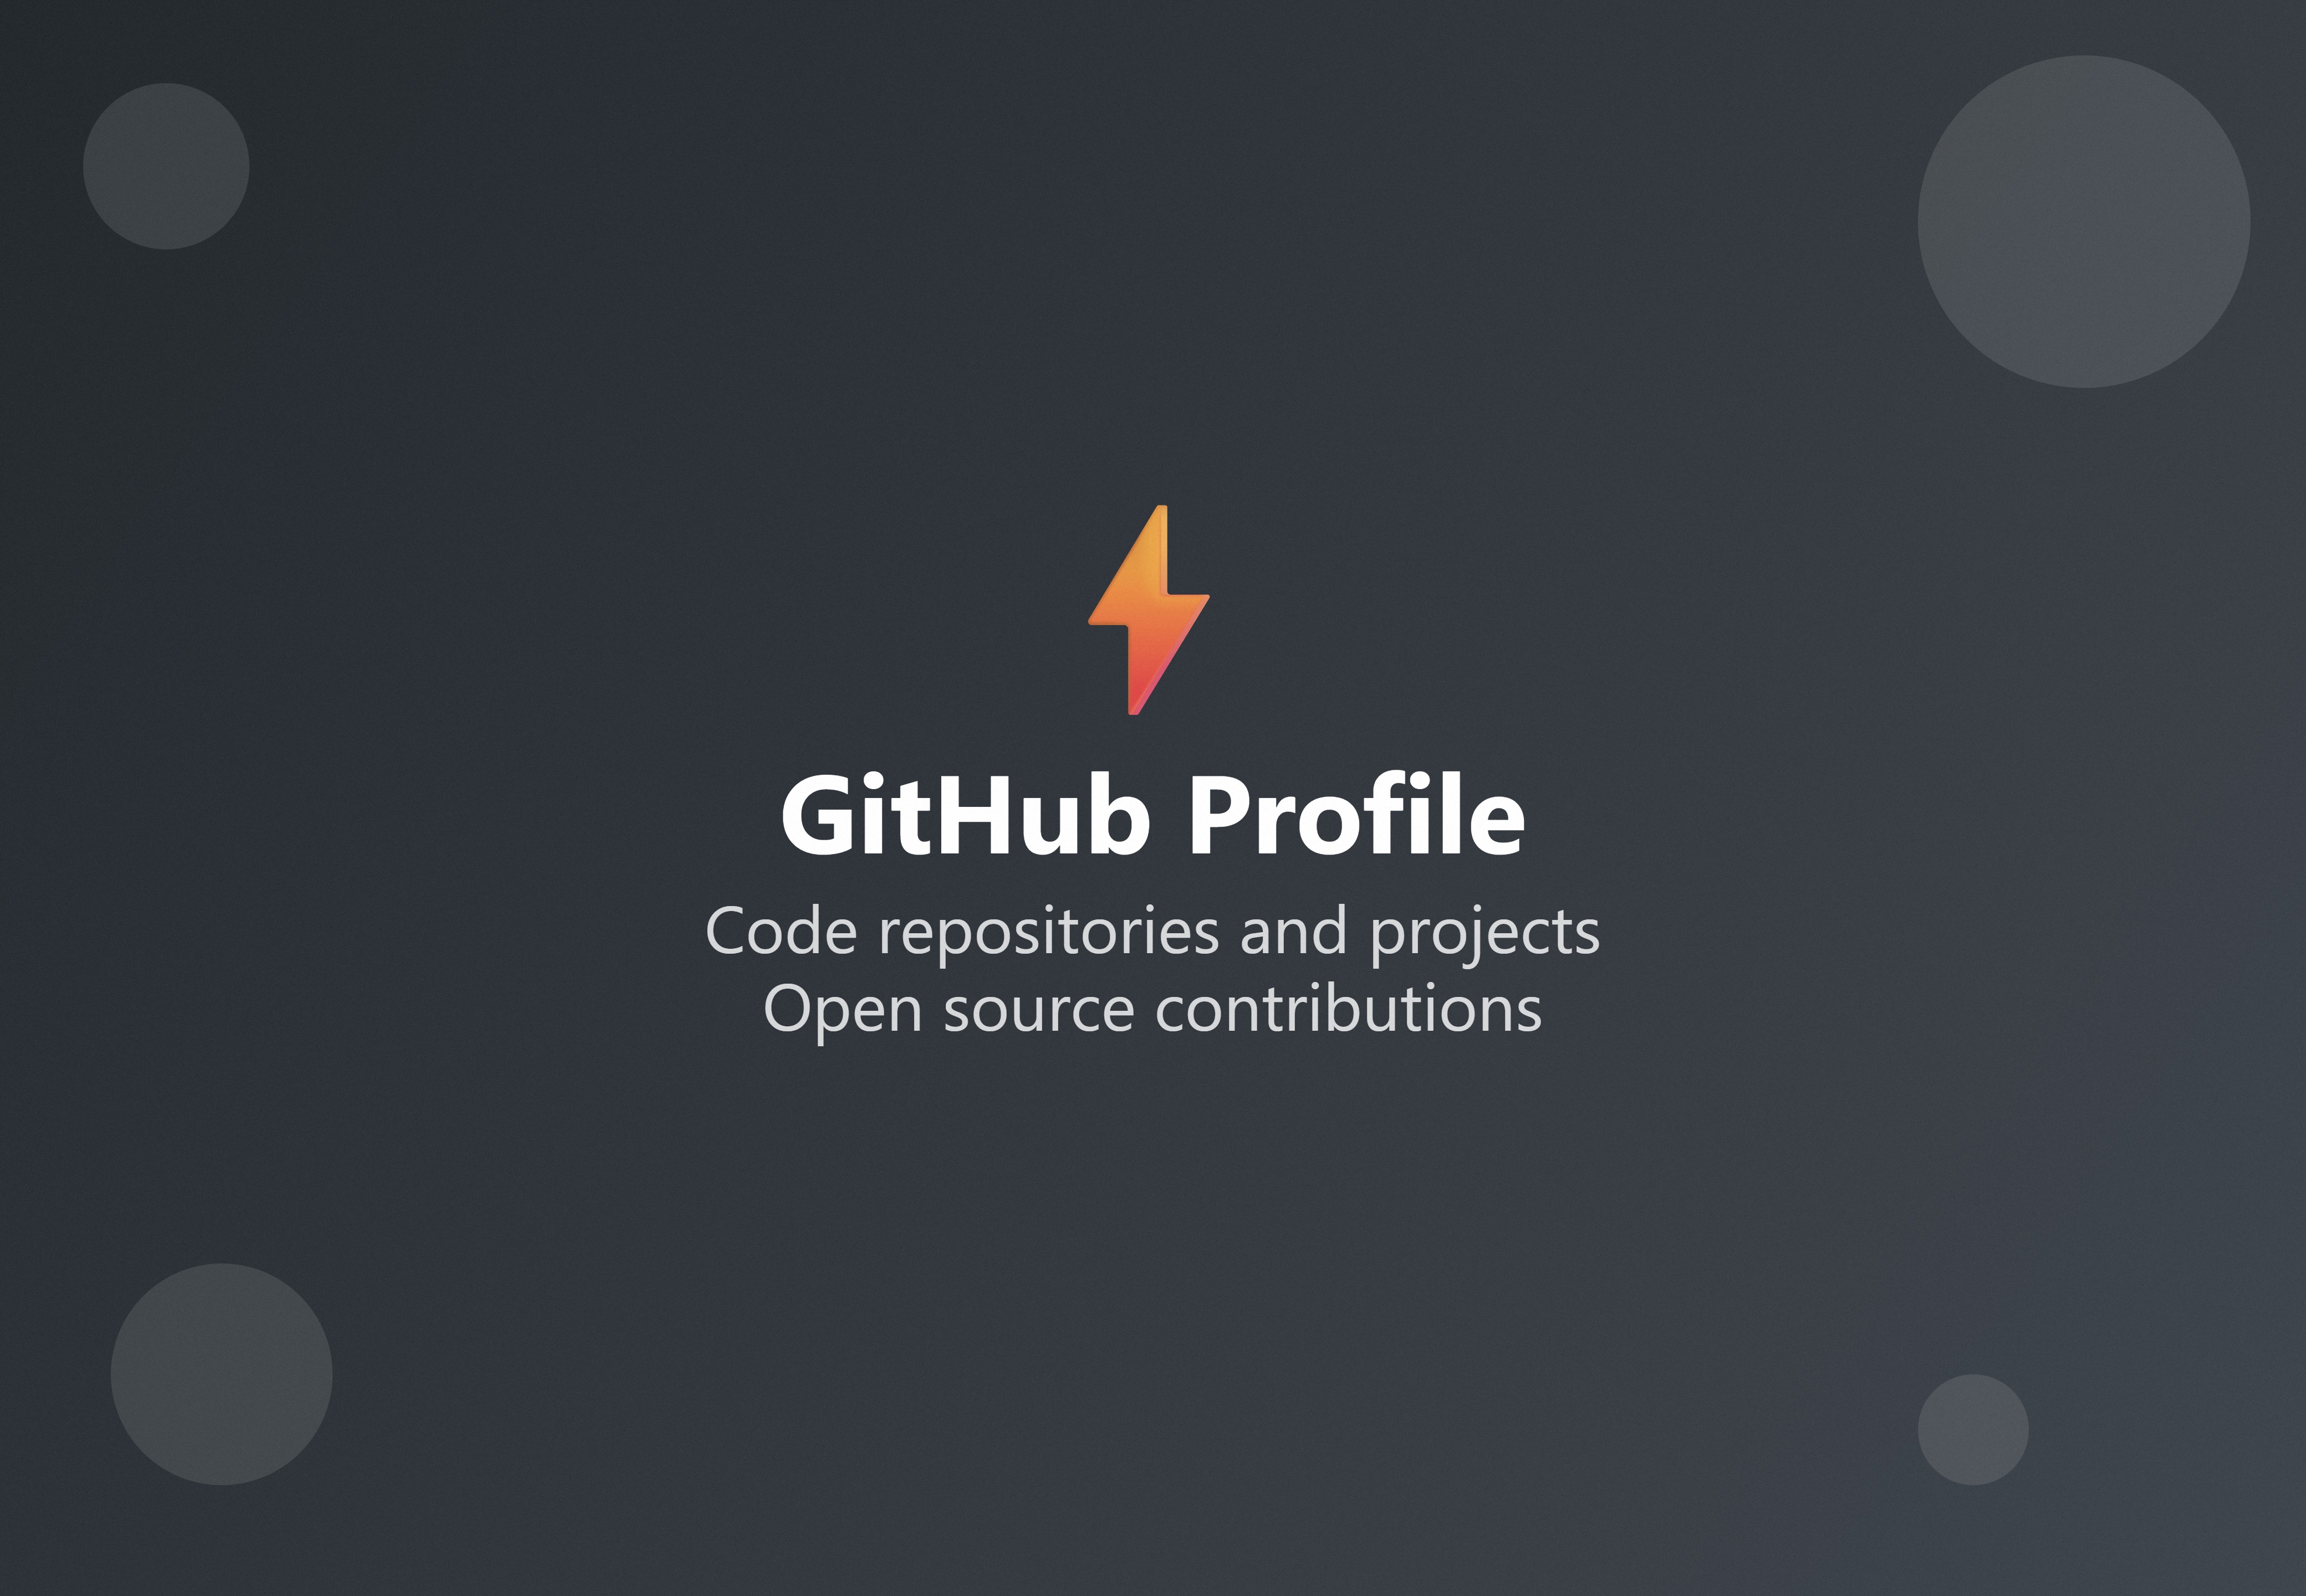 GitHub Profile
Code repositories and projects
Open source contributions